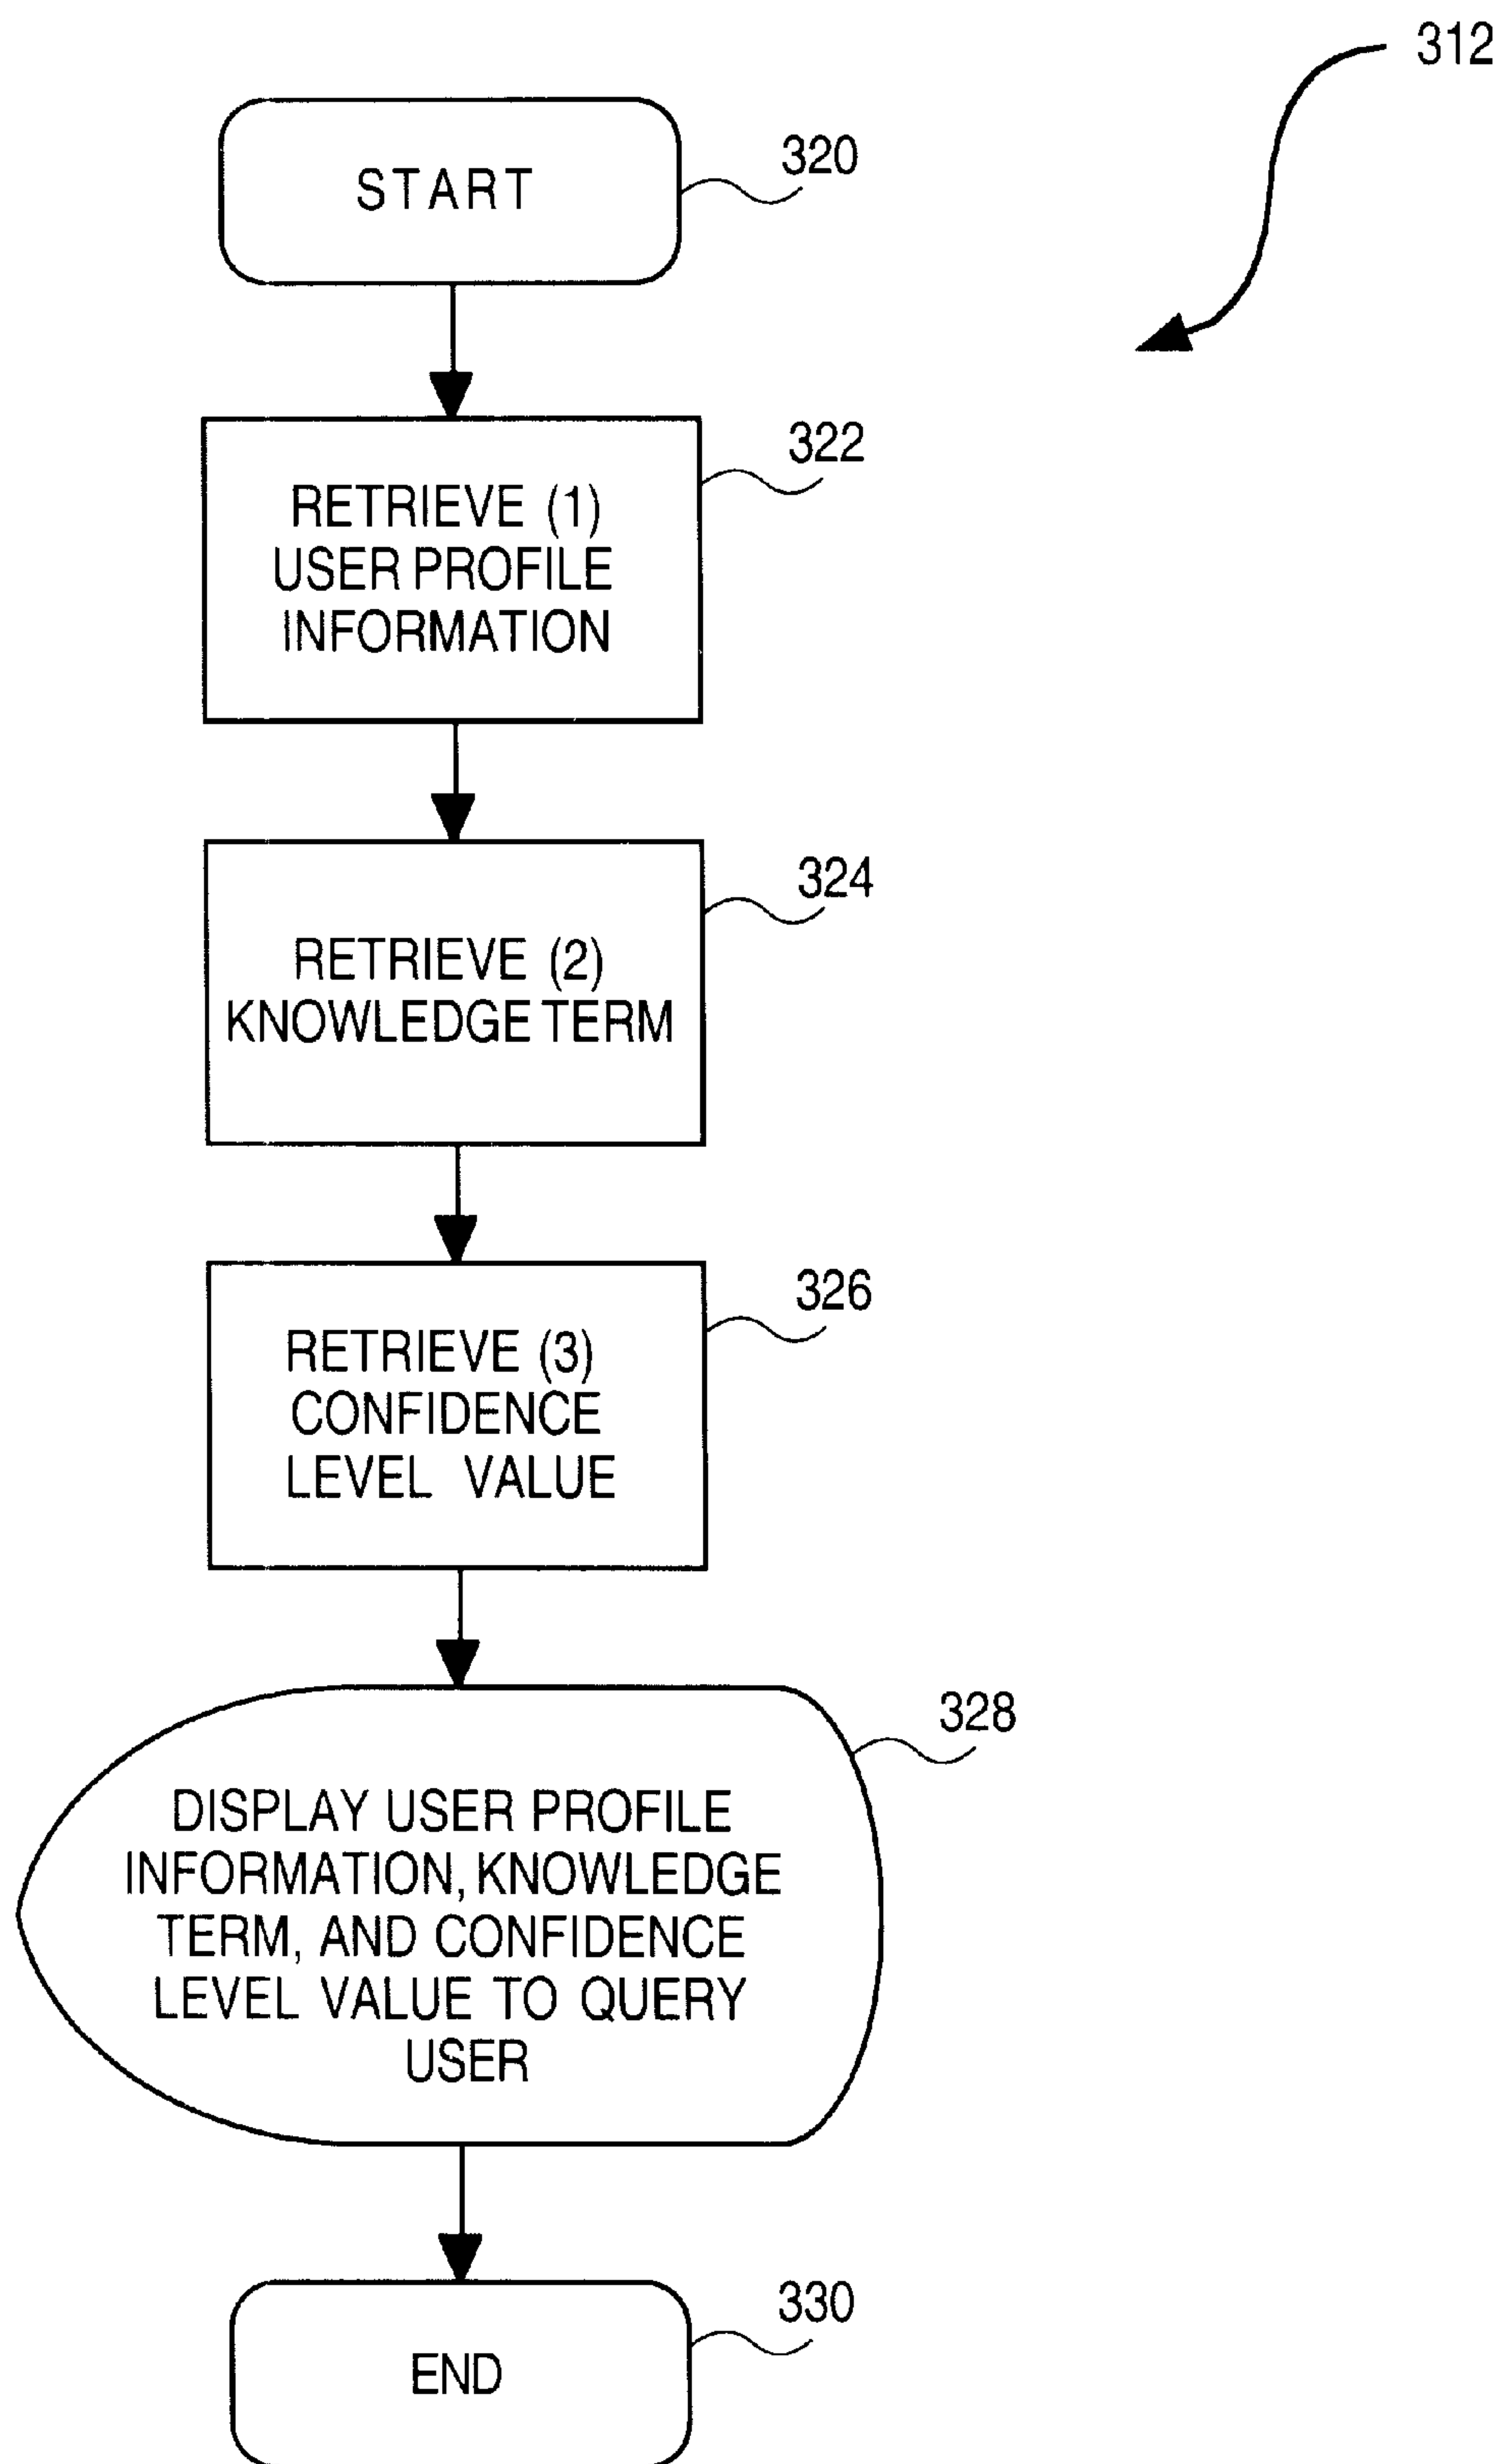 312
START
320
322
RETRIEVE (1)
USER PROFILE
INFORMATION
324
RETRIEVE (2)
KNOWLEDGE TERM
326
RETRIEVE (3)
CONFIDENCE
LEVEL VALUE
328
DISPLAY USER PROFILE
INFORMATION, KNOWLEDGE
TERM, AND CONFIDENCE
LEVEL VALUE TO QUERY
USER
330
END